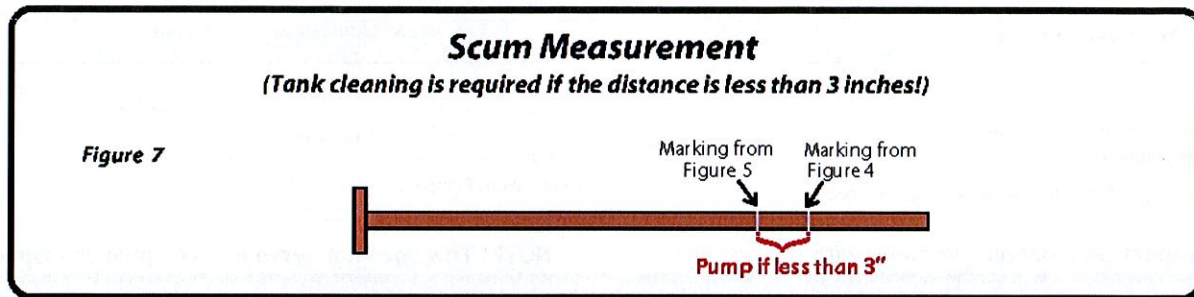 Scum Measurement
(Tank cleaning is required if the distance is less than 3 inches!)
Figure 7
Marking from
Figure 5
Marking from
Figure 4
Pump if less than 3"